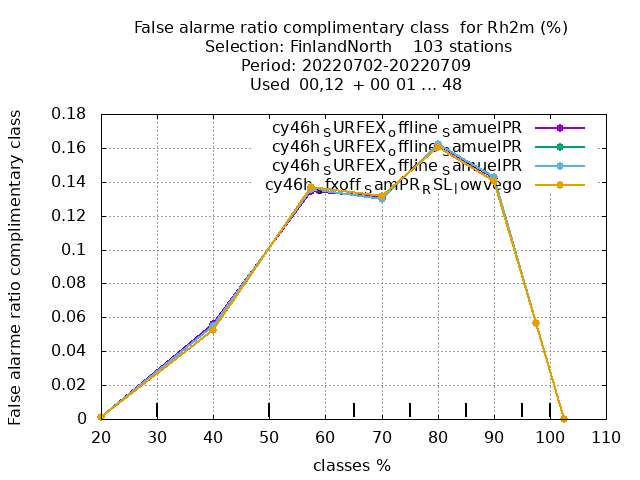 False alarme ratio complimentary class  for Rh2m (%)
Selection: FinlandNorth    103 stations
Period: 20220702-20220709
Used  00,12  + 00 01 ... 48
False alarme ratio complimentary class
0.18
0.16
0.14
0.12
0.1
0.08
0.06
0.04
0.02
0
cy46h_SURFEX_offline_SamuelPR
cy46h_SURFEX_offline_SamuelPR
cy46h_SURFEX_offline_SamuelPR
20 30 40 50 60 70 80 90 100 110
classes %